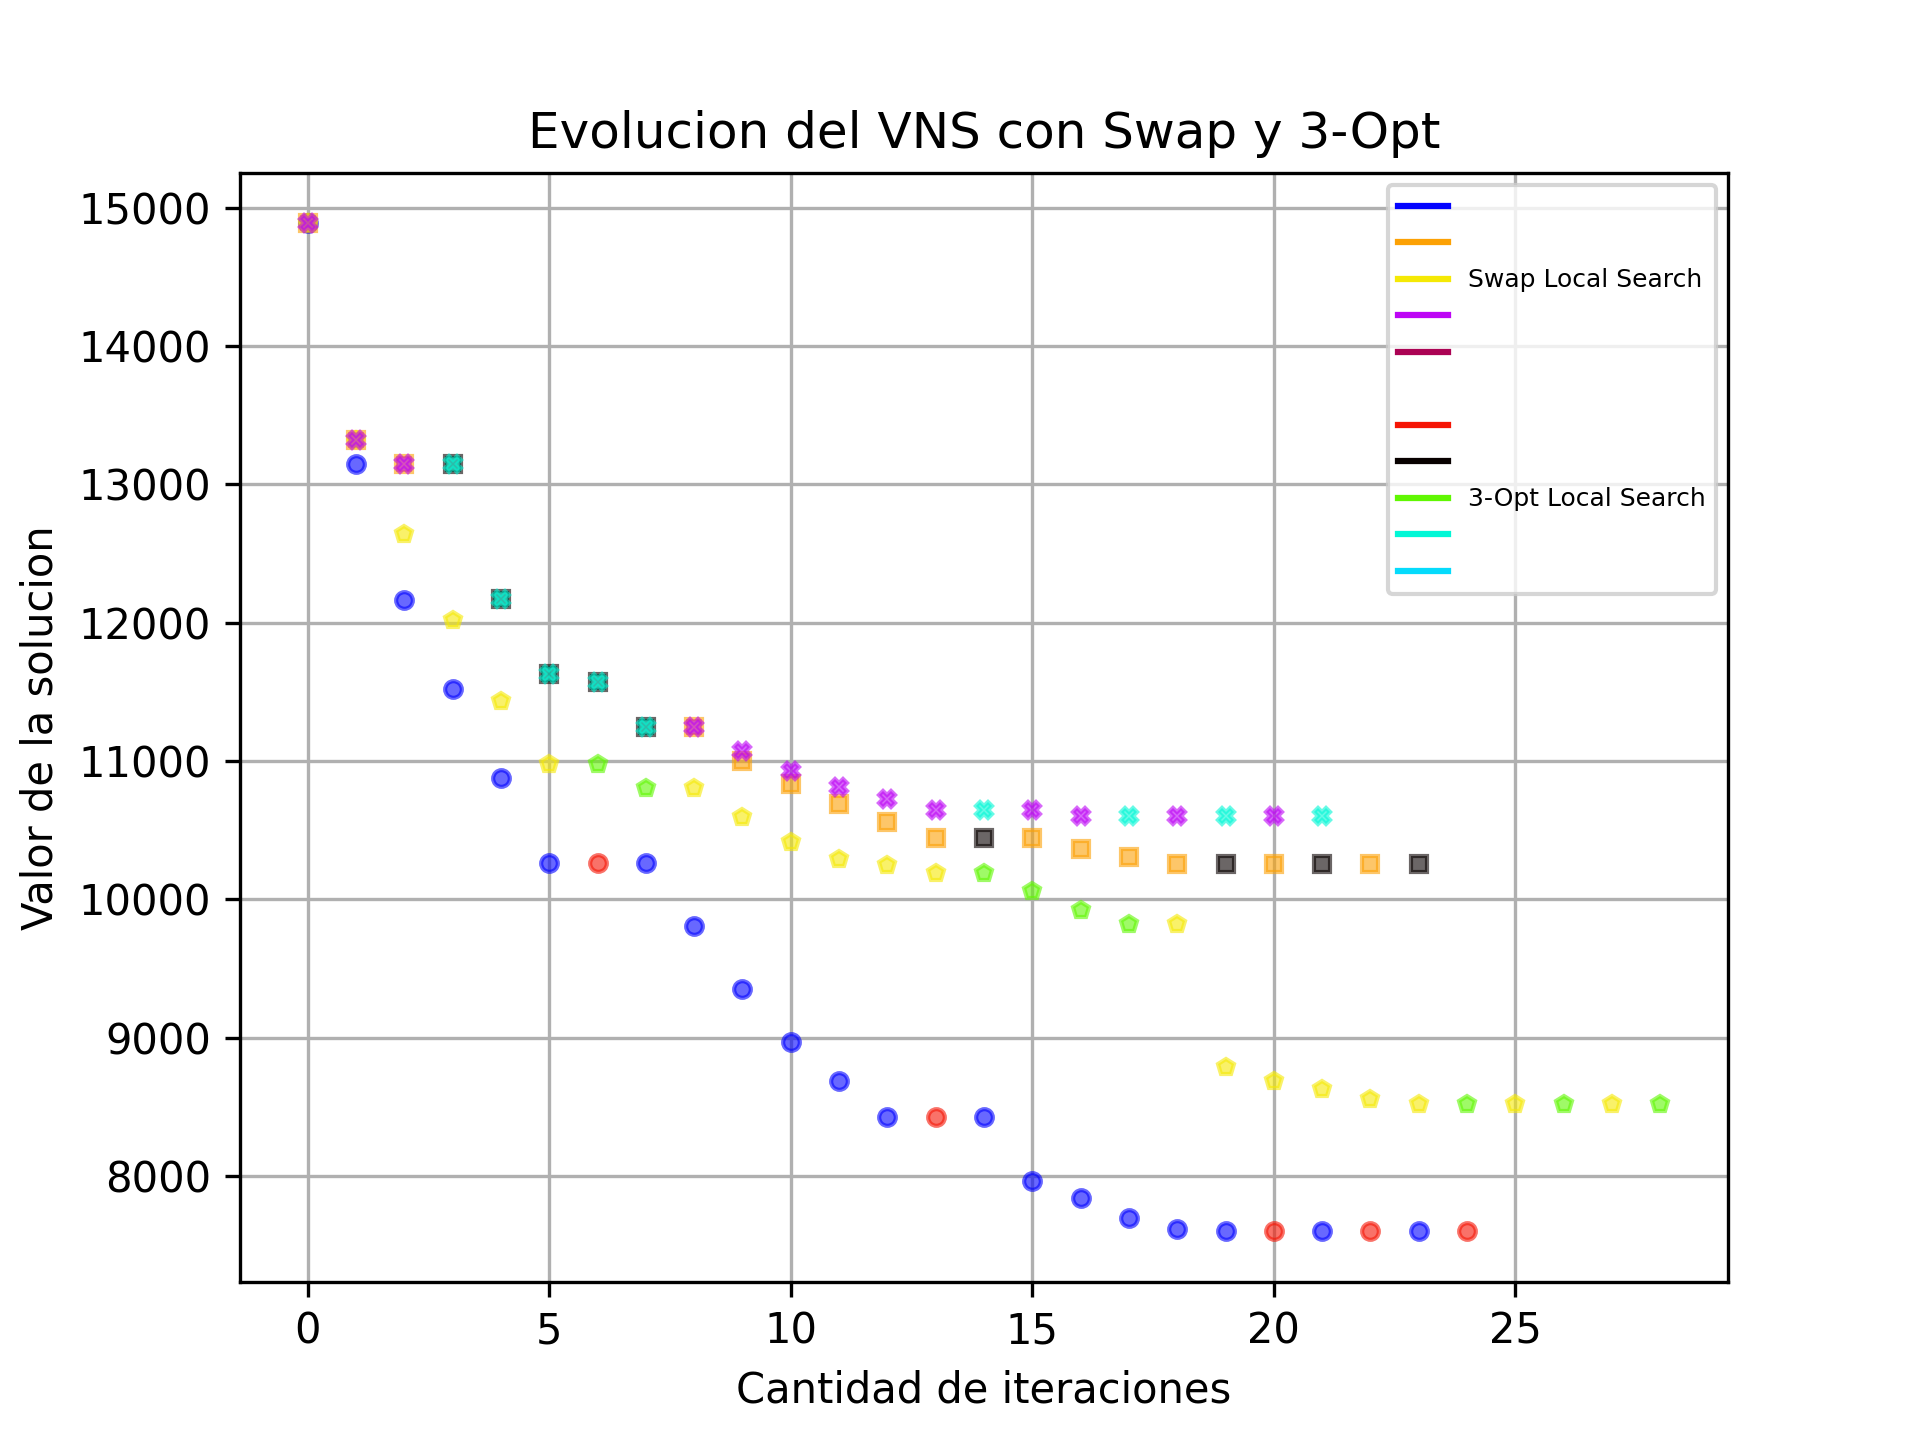 Evolucion del VNS con Swap y 3-Opt
15000
14000
13000
12000
11000
10000
9000
8000
Valor de la solucion
Swap Local Search
3-Opt Local Search
0 5 10 15 20 25
Cantidad de iteraciones